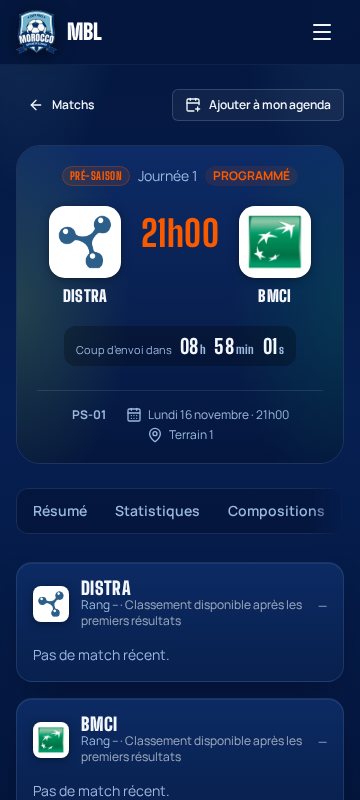 MOROCCO
MBL
Matchs
Ajouter à mon agenda
PRÉ-SAISON Journée 1 PROGRAMMÉ
21h00
DISTRA
BMCI
Coup d'envoi dans 08h 58min 01s
PS-01 Lundi 16 novembre · 21h00
Terrain 1
Résumé Statistiques Compositions
DISTRA
Rang – · Classement disponible après les
premiers résultats
—
Pas de match récent.
BMCI
Rang – · Classement disponible après les
premiers résultats
—
Pas de match récent.